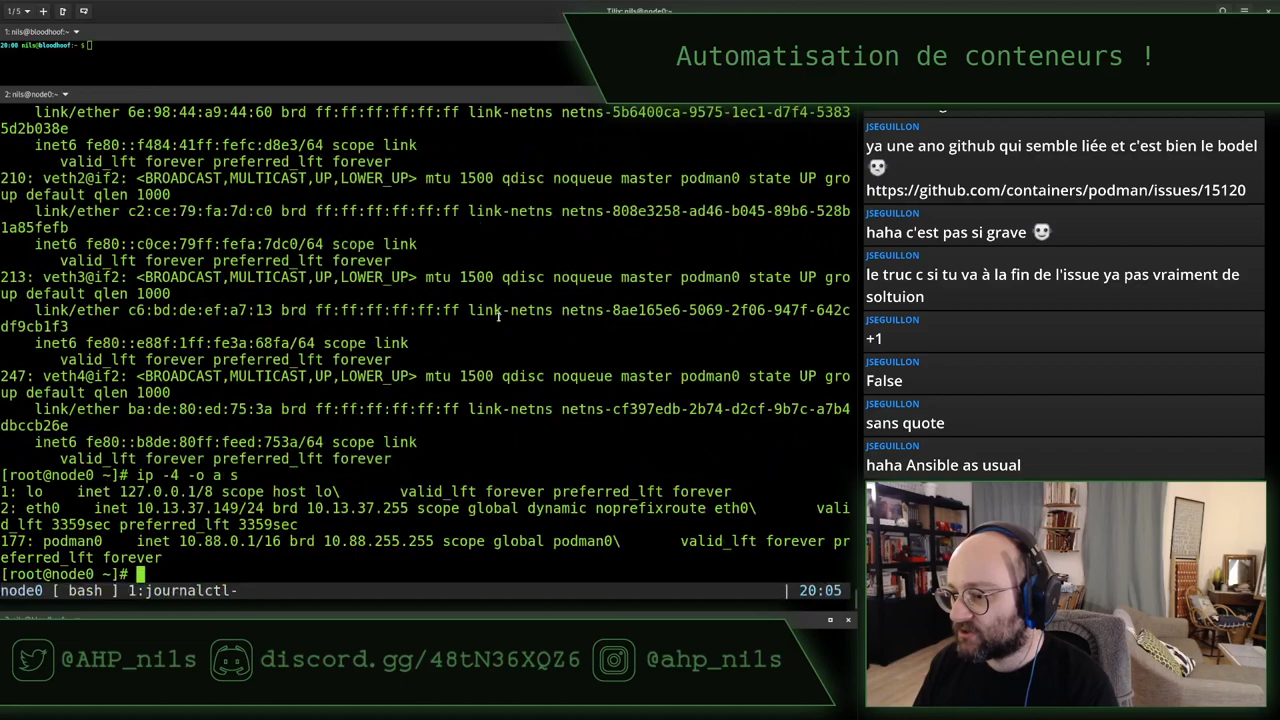 1/5
Tilix: nils@node0:~
1: nils@bloodhoof:~
20:00 nils@bloodhoof:~ $
Automatisation de conteneurs !
2: nils@node0:~
link/ether 6e:98:44:a9:44:60 brd ff:ff:ff:ff:ff:ff link-netns netns-5b6400ca-9575-1ec1-d7f4-5383
5d2b038e
inet6 fe80::f484:41ff:fefc:d8e3/64 scope link
valid_lft forever preferred_lft forever
210: veth2@if2: <BROADCAST,MULTICAST,UP,LOWER_UP> mtu 1500 qdisc noqueue master podman0 state UP gro
up default qlen 1000
link/ether c2:ce:79:fa:7d:c0 brd ff:ff:ff:ff:ff:ff link-netns netns-808e3258-ad46-b045-89b6-528b
1a85fefb
inet6 fe80::c0ce:79ff:fefa:7dc0/64 scope link
valid_lft forever preferred_lft forever
213: veth3@if2: <BROADCAST,MULTICAST,UP,LOWER_UP> mtu 1500 qdisc noqueue master podman0 state UP gro
up default qlen 1000
link/ether c6:bd:de:ef:a7:13 brd ff:ff:ff:ff:ff:ff link-netns netns-8ae165e6-5069-2f06-947f-642c
df9cb1f3
inet6 fe80::e88f:1ff:fe3a:68fa/64 scope link
valid_lft forever preferred_lft forever
247: veth4@if2: <BROADCAST,MULTICAST,UP,LOWER_UP> mtu 1500 qdisc noqueue master podman0 state UP gro
up default qlen 1000
link/ether ba:de:80:ed:75:3a brd ff:ff:ff:ff:ff:ff link-netns netns-cf397edb-2b74-d2cf-9b7c-a7b4
dbccb26e
inet6 fe80::b8de:80ff:feed:753a/64 scope link
valid_lft forever preferred_lft forever
[root@node0 ~]# ip -4 -o a s
1: lo    inet 127.0.0.1/8 scope host lo\       valid_lft forever preferred_lft forever
2: eth0    inet 10.13.37.149/24 brd 10.13.37.255 scope global dynamic noprefixroute eth0\       vali
d_lft 3359sec preferred_lft 3359sec
177: podman0    inet 10.88.0.1/16 brd 10.88.255.255 scope global podman0\       valid_lft forever pr
eferred_lft forever
[root@node0 ~]#
node0 [ bash ] 1:journalctl- | 20:05
JSEGUILLON
ya une ano github qui semble liée et c'est bien le bodel
https://github.com/containers/podman/issues/15120
JSEGUILLON
haha c'est pas si grave
JSEGUILLON
le truc c si tu va à la fin de l'issue ya pas vraiment de
soltuion
JSEGUILLON
+1
JSEGUILLON
False
JSEGUILLON
sans quote
JSEGUILLON
haha Ansible as usual
@AHP_nils discord.gg/48tN36XQZ6 @ahp_nils